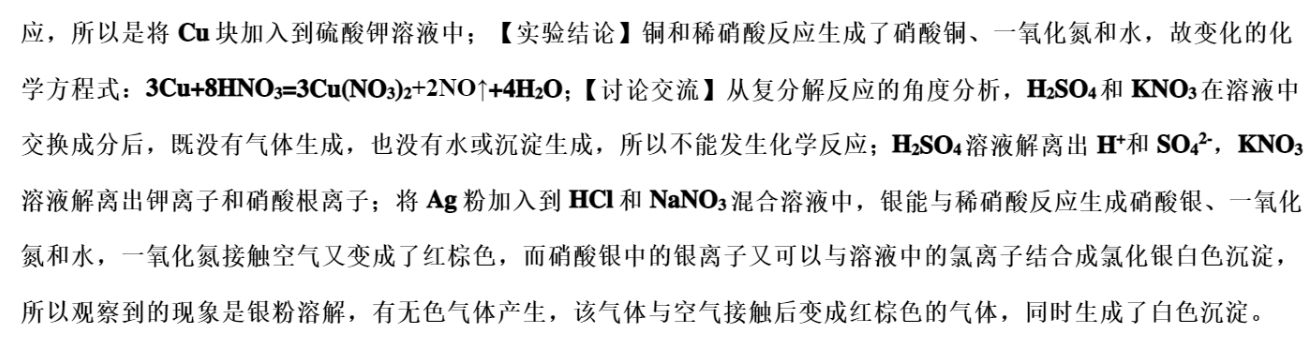 应，所以是将 Cu 块加入到硫酸钾溶液中；【实验结论】铜和稀硝酸反应生成了硝酸铜、一氧化氮和水，故变化的化
学方程式：3Cu+8HNO₃=3Cu(NO₃)₂+2NO↑+4H₂O；【讨论交流】从复分解反应的角度分析，H₂SO₄ 和 KNO₃ 在溶液中
交换成分后，既没有气体生成，也没有水或沉淀生成，所以不能发生化学反应；H₂SO₄ 溶液解离出 H⁺和 SO₄²⁻，KNO₃
溶液解离出钾离子和硝酸根离子；将 Ag 粉加入到 HCl 和 NaNO₃ 混合溶液中，银能与稀硝酸反应生成硝酸银、一氧化
氮和水，一氧化氮接触空气又变成了红棕色，而硝酸银中的银离子又可以与溶液中的氯离子结合成氯化银白色沉淀，
所以观察到的现象是银粉溶解，有无色气体产生，该气体与空气接触后变成红棕色的气体，同时生成了白色沉淀。